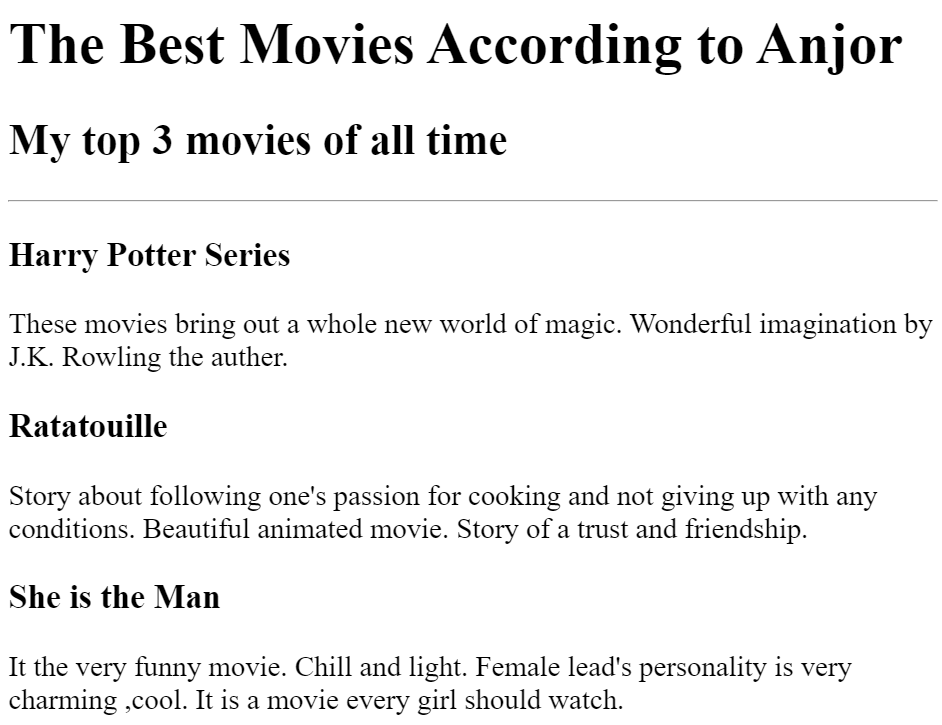 The Best Movies According to Anjor
My top 3 movies of all time
Harry Potter Series
These movies bring out a whole new world of magic. Wonderful imagination by
J.K. Rowling the auther.
Ratatouille
Story about following one's passion for cooking and not giving up with any
conditions. Beautiful animated movie. Story of a trust and friendship.
She is the Man
It the very funny movie. Chill and light. Female lead's personality is very
charming ,cool. It is a movie every girl should watch.